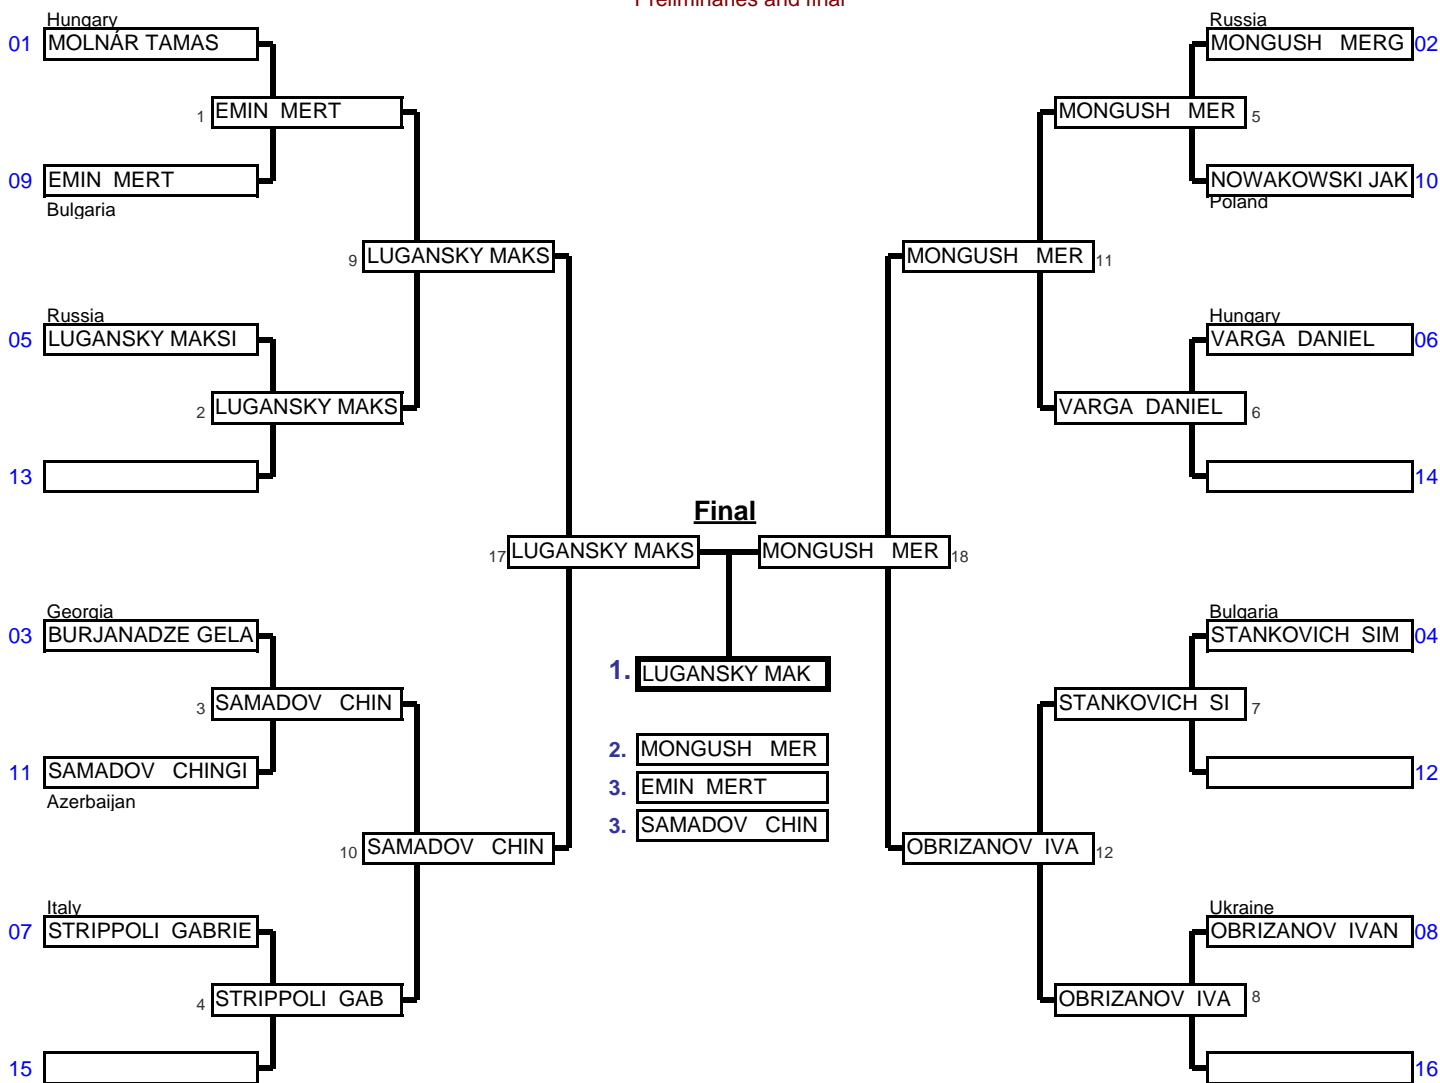 Preliminaries and final
Hungary
01 MOLNÁR TAMAS
1 EMIN MERT
09 EMIN MERT
Bulgaria
9 LUGANSKY MAKS
Russia
05 LUGANSKY MAKSI
2 LUGANSKY MAKS
13
17 LUGANSKY MAKS
Georgia
03 BURJANADZE GELA
3 SAMADOV CHIN
11 SAMADOV CHINGI
Azerbaijan
10 SAMADOV CHIN
Italy
07 STRIPPOLI GABRIE
4 STRIPPOLI GAB
15
Final
1. LUGANSKY MAK
2. MONGUSH MER
3. EMIN MERT
3. SAMADOV CHIN
Russia
MONGUSH MERG 02
MONGUSH MER 5
NOWAKOWSKI JAK 10
Poland
MONGUSH MER 11
Hungary
VARGA DANIEL 06
VARGA DANIEL 6
14
MONGUSH MER 18
Bulgaria
STANKOVICH SIM 04
STANKOVICH SI 7
12
OBRIZANOV IVA 12
Ukraine
OBRIZANOV IVAN 08
OBRIZANOV IVA 8
16